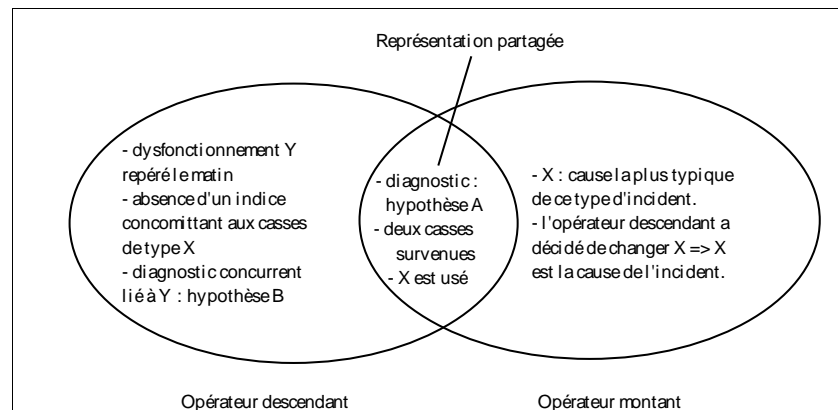 Représentation partagée
- dysfonctionnement Y
repéré le matin
- absence d'un indice
concomittant aux casses
de type X
- diagnostic concurrent
lié à Y : hypothèse B
- diagnostic :
hypothèse A
- deux casses
survenues
- X est usé
- X : cause la plus typique
de ce type d'incident.
- l'opérateur descendant a
décidé de changer X => X
est la cause de l'incident.
Opérateur descendant
Opérateur montant